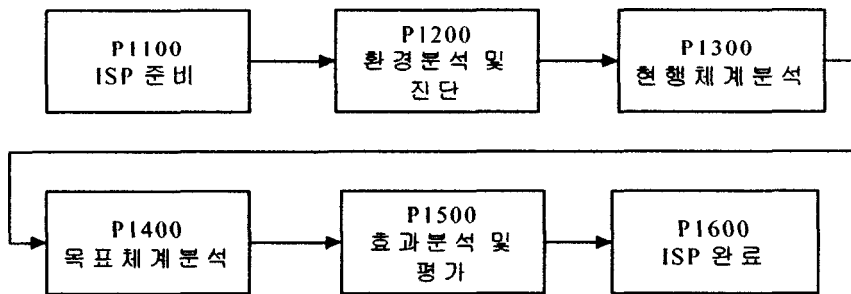 P1100
ISP 준비
P1200
환경분석 및
진단
P1300
현행체계분석
P1400
목표체계분석
P1500
효과분석 및
평가
P1600
ISP 완료